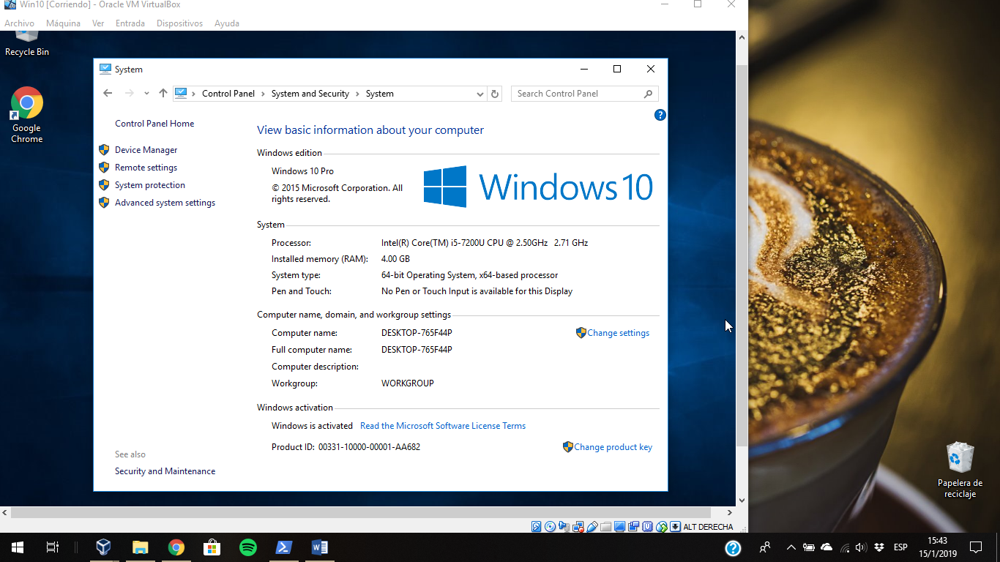 Win10 [Corriendo] - Oracle VM VirtualBox
Archivo Máquina Ver Entrada Dispositivos Ayuda
Recycle Bin
Google
Chrome
System
Control Panel > System and Security > System
Search Control Panel
Control Panel Home
Device Manager
Remote settings
System protection
Advanced system settings
See also
Security and Maintenance
?
View basic information about your computer
Windows edition
Windows 10 Pro
© 2015 Microsoft Corporation. All
rights reserved.
Windows 10
System
Processor: Intel(R) Core(TM) i5-7200U CPU @ 2.50GHz 2.71 GHz
Installed memory (RAM): 4.00 GB
System type: 64-bit Operating System, x64-based processor
Pen and Touch: No Pen or Touch Input is available for this Display
Computer name, domain, and workgroup settings
Computer name: DESKTOP-765F44P
Change settings
Full computer name: DESKTOP-765F44P
Computer description:
Workgroup: WORKGROUP
Windows activation
Windows is activated Read the Microsoft Software License Terms
Product ID: 00331-10000-00001-AA682
Change product key
ALT DERECHA
Papelera de
reciclaje
?
ESP
15:43
15/1/2019